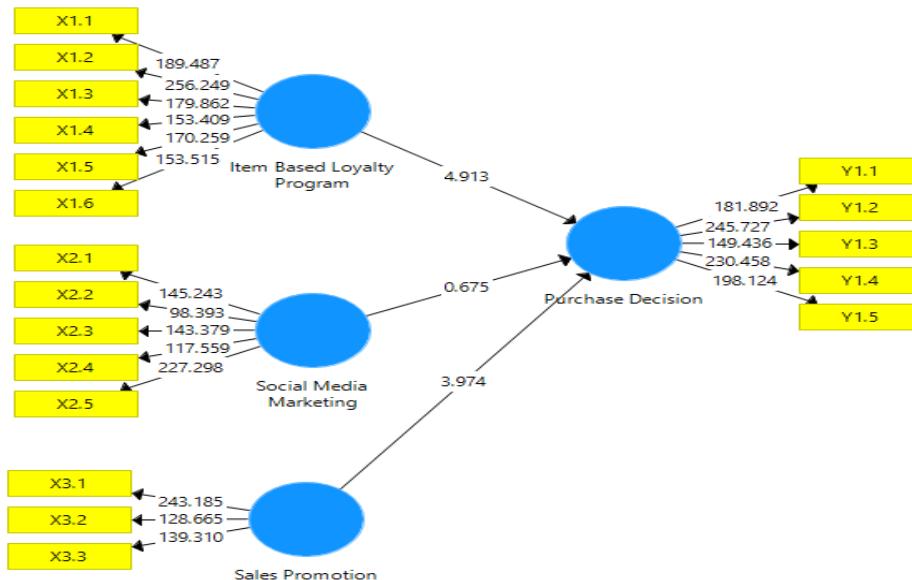 X1.1
X1.2
X1.3
X1.4
X1.5
X1.6
189.487
256.249
179.862
153.409
170.259
153.515
Item Based Loyalty
Program
4.913
X2.1
X2.2
X2.3
X2.4
X2.5
145.243
98.393
143.379
117.559
227.298
Social Media
Marketing
0.675
X3.1
X3.2
X3.3
243.185
128.665
139.310
Sales Promotion
3.974
Purchase Decision
181.892
245.727
149.436
230.458
198.124
Y1.1
Y1.2
Y1.3
Y1.4
Y1.5